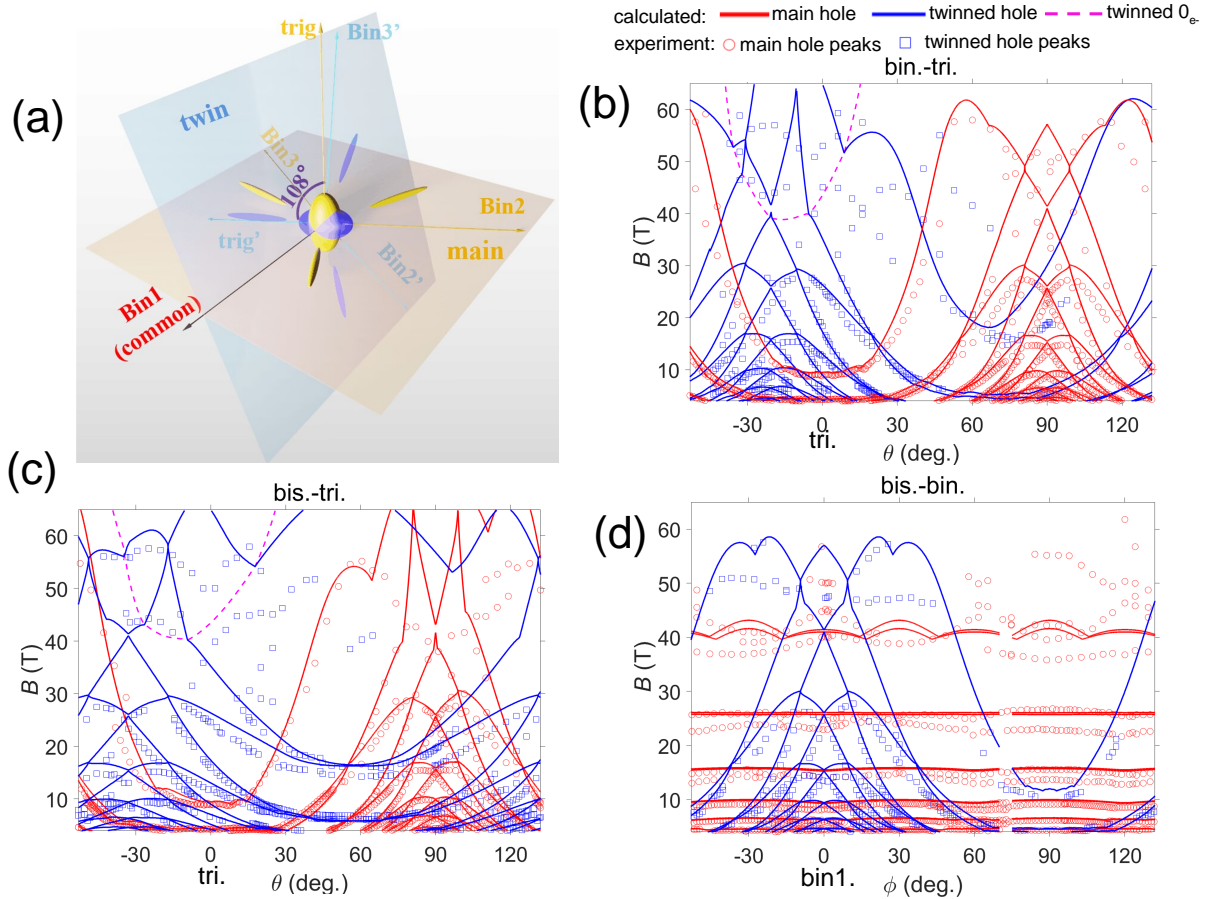 calculated: main hole twinned hole twinned 0e-
experiment: main hole peaks twinned hole peaks
(a)
trig
Bin3’
twin
Bin3
108°
Bin2
trig’
main
Bin2’
Bin1
(common)
(b)
bin.-tri.
B (T)
60
50
40
30
20
10
-30 0 30 60 90 120
tri.
θ (deg.)
(c)
bis.-tri.
B (T)
60
50
40
30
20
10
-30 0 30 60 90 120
tri.
θ (deg.)
(d)
bis.-bin.
B (T)
60
50
40
30
20
10
-30 0 30 60 90 120
bin1.
ϕ (deg.)